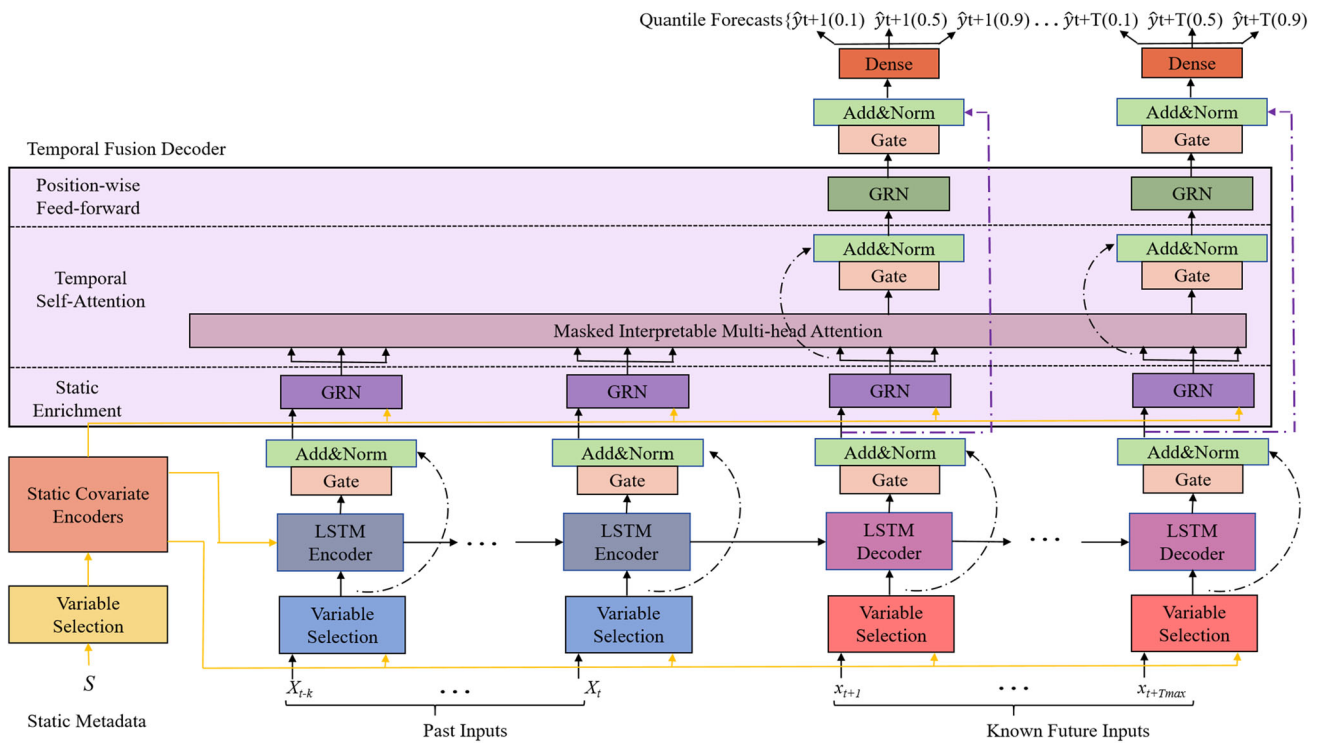 Quantile Forecasts{ŷt+1(0.1) ŷt+1(0.5) ŷt+1(0.9) ... ŷt+T(0.1) ŷt+T(0.5) ŷt+T(0.9)
Dense Dense
Add&Norm Add&Norm
Gate Gate
Temporal Fusion Decoder
Position-wise
Feed-forward
GRN GRN
Add&Norm Add&Norm
Gate Gate
Temporal
Self-Attention
Masked Interpretable Multi-head Attention
Static
Enrichment
GRN GRN GRN GRN
Add&Norm Add&Norm Add&Norm Add&Norm
Gate Gate Gate Gate
Static Covariate
Encoders
LSTM
Encoder
...
LSTM
Encoder
LSTM
Decoder
...
LSTM
Decoder
Variable
Selection
Variable
Selection
Variable
Selection
Variable
Selection
Variable
Selection
S
Static Metadata
X_{t-k} ... X_t x_{t+1} ... x_{t+Tmax}
Past Inputs Known Future Inputs